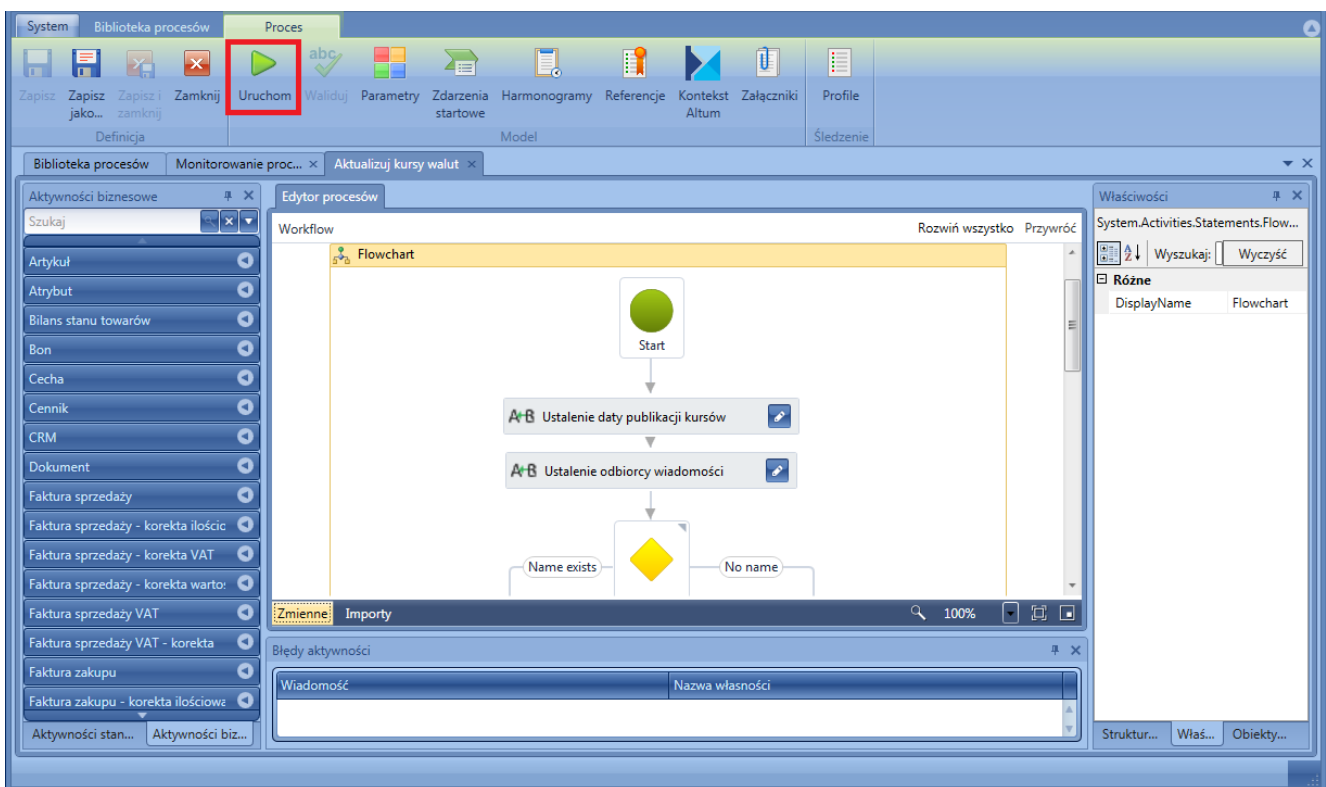 System Biblioteka procesów Proces
abc
Zapisz Zapisz jako... Zapisz i zamknij Zamknij Uruchom Waliduj Parametry Zdarzenia startowe Harmonogramy Referencje Kontekst Altum Załączniki Profile
Definicja Model Śledzenie
Biblioteka procesów Monitorowanie proc... Aktualizuj kursy walut
Aktywności biznesowe
Szukaj
Artykuł
Atrybut
Bilans stanu towarów
Bon
Cecha
Cennik
CRM
Dokument
Faktura sprzedaży
Faktura sprzedaży - korekta ilościc
Faktura sprzedaży - korekta VAT
Faktura sprzedaży - korekta warto:
Faktura sprzedaży VAT
Faktura sprzedaży VAT - korekta
Faktura zakupu
Faktura zakupu - korekta ilościowa
Aktywności stan... Aktywności biz...
Edytor procesów
Workflow Rozwiń wszystko Przywróć
Flowchart
Start
A+B Ustalenie daty publikacji kursów
A+B Ustalenie odbiorcy wiadomości
Name exists No name
Zmienne Importy 100%
Błędy aktywności
Wiadomość Nazwa własności
Właściwości
System.Activities.Statements.Flow...
A Z Wyszukaj: Wyczyść
Różne
DisplayName Flowchart
Struktur... Właś... Obiekty...